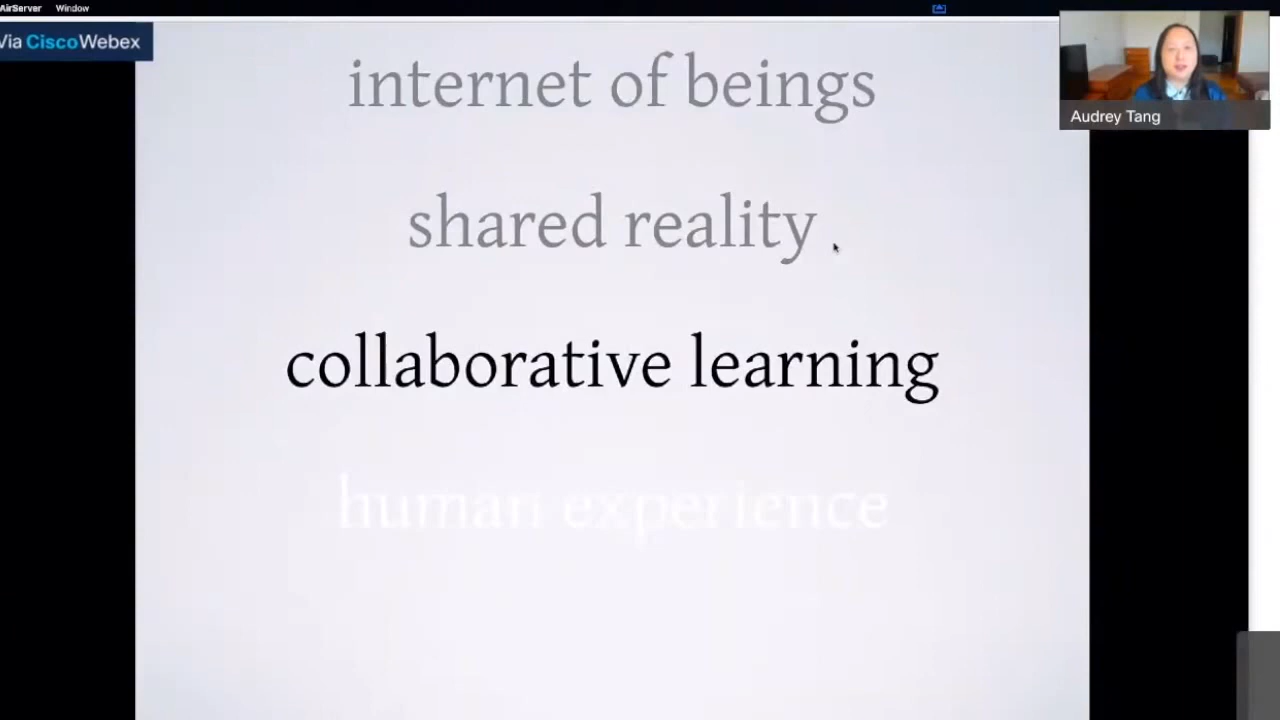 AirServer Window
Via CiscoWebex
internet of beings
Audrey Tang
shared reality
collaborative learning
human experience